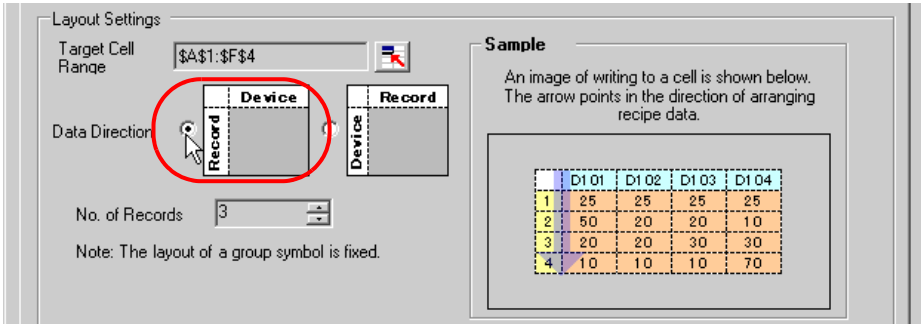 Layout Settings
Target Cell
Range
$A$1:$F$4
Data Direction
Device
Record
Record
Device
No. of Records
3
Note: The layout of a group symbol is fixed.
Sample
An image of writing to a cell is shown below.
The arrow points in the direction of arranging
recipe data.
D101 D102 D103 D104
1 25 25 25 25
2 50 20 20 10
3 20 20 30 30
4 10 10 10 70